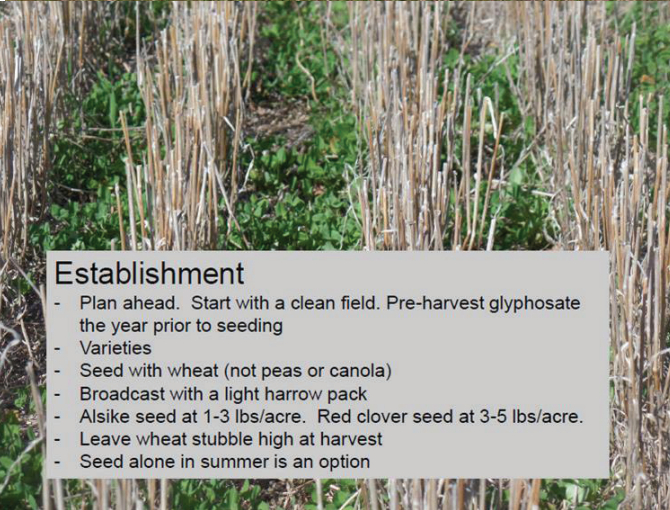 Establishment
- Plan ahead.  Start with a clean field. Pre-harvest glyphosate
the year prior to seeding
- Varieties
- Seed with wheat (not peas or canola)
- Broadcast with a light harrow pack
- Alsike seed at 1-3 lbs/acre.  Red clover seed at 3-5 lbs/acre.
- Leave wheat stubble high at harvest
- Seed alone in summer is an option